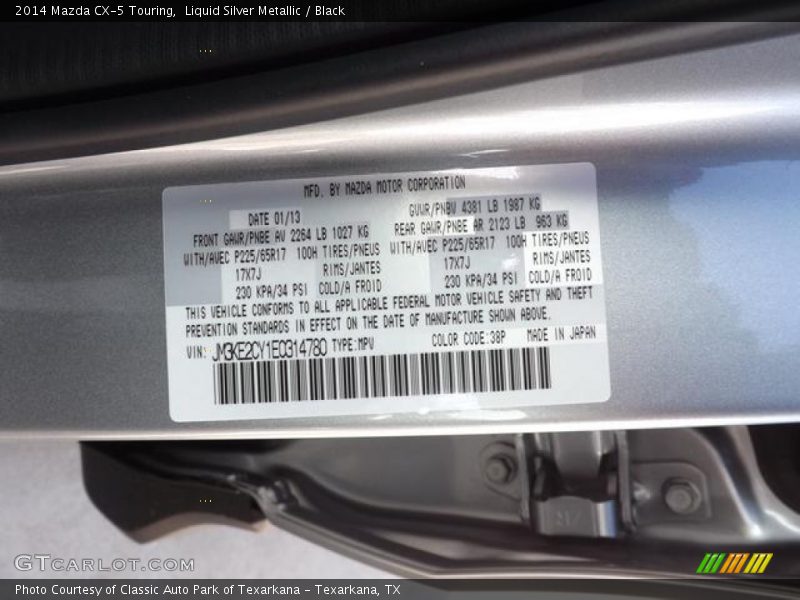 2014 Mazda CX-5 Touring, Liquid Silver Metallic / Black
MFD. BY MAZDA MOTOR CORPORATION
DATE 01/13 GVWR/PNBV 4381 LB 1987 KG
FRONT GAWR/PNBE AV 2264 LB 1027 KG REAR GAWR/PNBE AR 2123 LB 963 KG
WITH/AVEC P225/65R17 100H TIRES/PNEUS WITH/AVEC P225/65R17 100H TIRES/PNEUS
17X7J RIMS/JANTES 17X7J RIMS/JANTES
230 KPA/34 PSI COLD/A FROID 230 KPA/34 PSI COLD/A FROID
THIS VEHICLE CONFORMS TO ALL APPLICABLE FEDERAL MOTOR VEHICLE SAFETY AND THEFT
PREVENTION STANDARDS IN EFFECT ON THE DATE OF MANUFACTURE SHOWN ABOVE.
VIN: JM3KE2CY1E0314780 TYPE:MPV COLOR CODE:38P MADE IN JAPAN
GTCARLOT.COM
Photo Courtesy of Classic Auto Park of Texarkana - Texarkana, TX